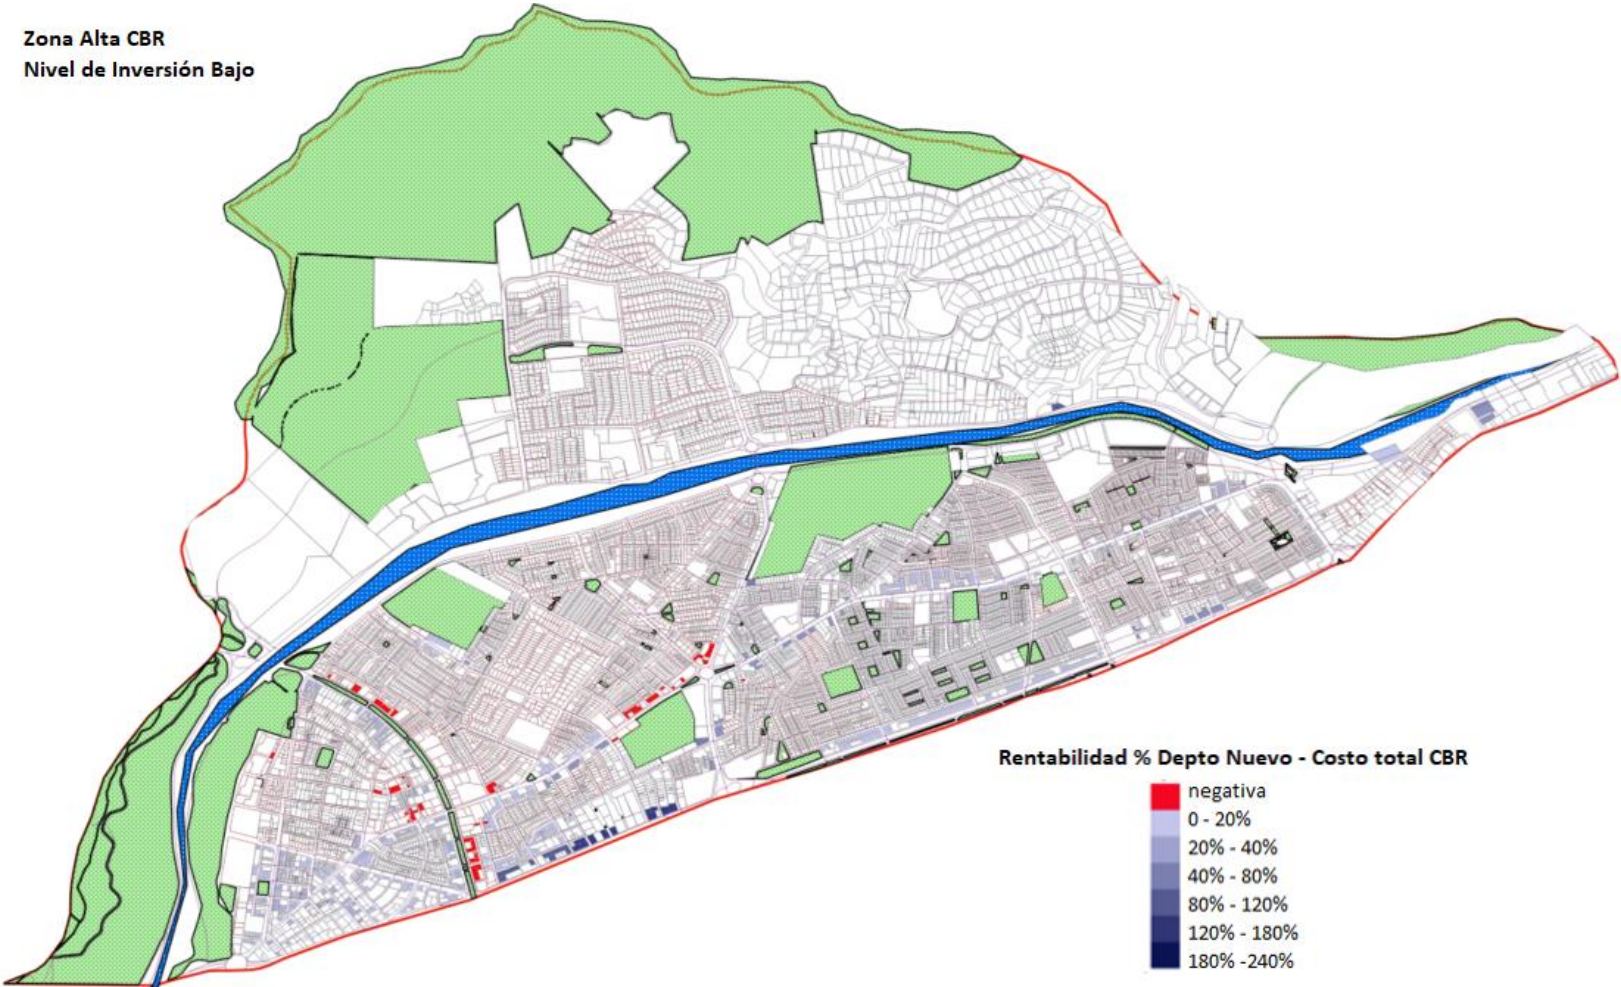 Zona Alta CBR
Nivel de Inversión Bajo
Rentabilidad % Depto Nuevo - Costo total CBR
negativa
0 - 20%
20% - 40%
40% - 80%
80% - 120%
120% - 180%
180% -240%